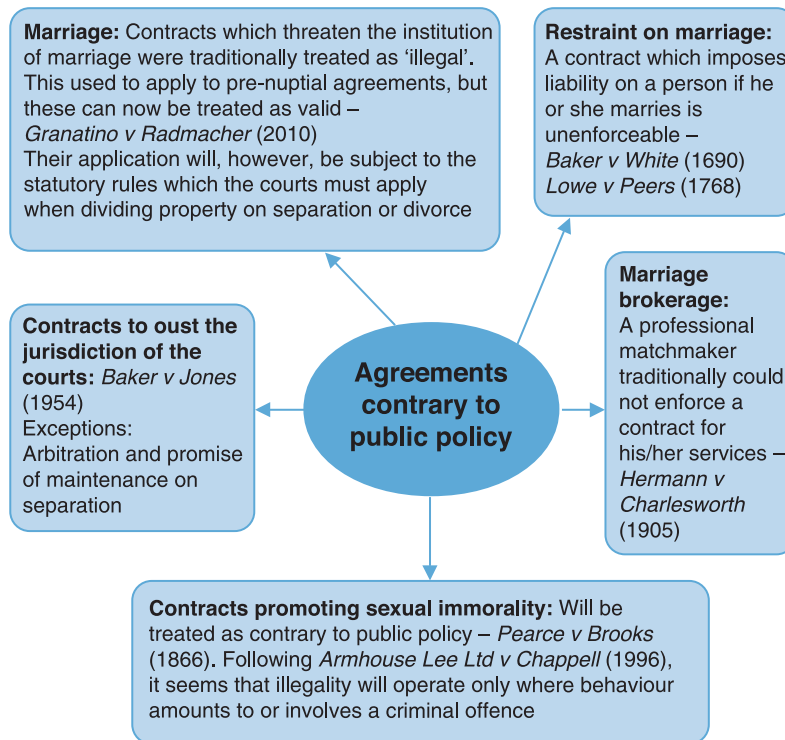 Marriage: Contracts which threaten the institution
of marriage were traditionally treated as ‘illegal’.
This used to apply to pre-nuptial agreements, but
these can now be treated as valid –
Granatino v Radmacher (2010)
Their application will, however, be subject to the
statutory rules which the courts must apply
when dividing property on separation or divorce
Restraint on marriage:
A contract which imposes
liability on a person if he
or she marries is
unenforceable –
Baker v White (1690)
Lowe v Peers (1768)
Contracts to oust the
jurisdiction of the
courts: Baker v Jones
(1954)
Exceptions:
Arbitration and promise
of maintenance on
separation
Agreements
contrary to
public policy
Marriage
brokerage:
A professional
matchmaker
traditionally could
not enforce a
contract for
his/her services –
Hermann v
Charlesworth
(1905)
Contracts promoting sexual immorality: Will be
treated as contrary to public policy – Pearce v Brooks
(1866). Following Armhouse Lee Ltd v Chappell (1996),
it seems that illegality will operate only where behaviour
amounts to or involves a criminal offence